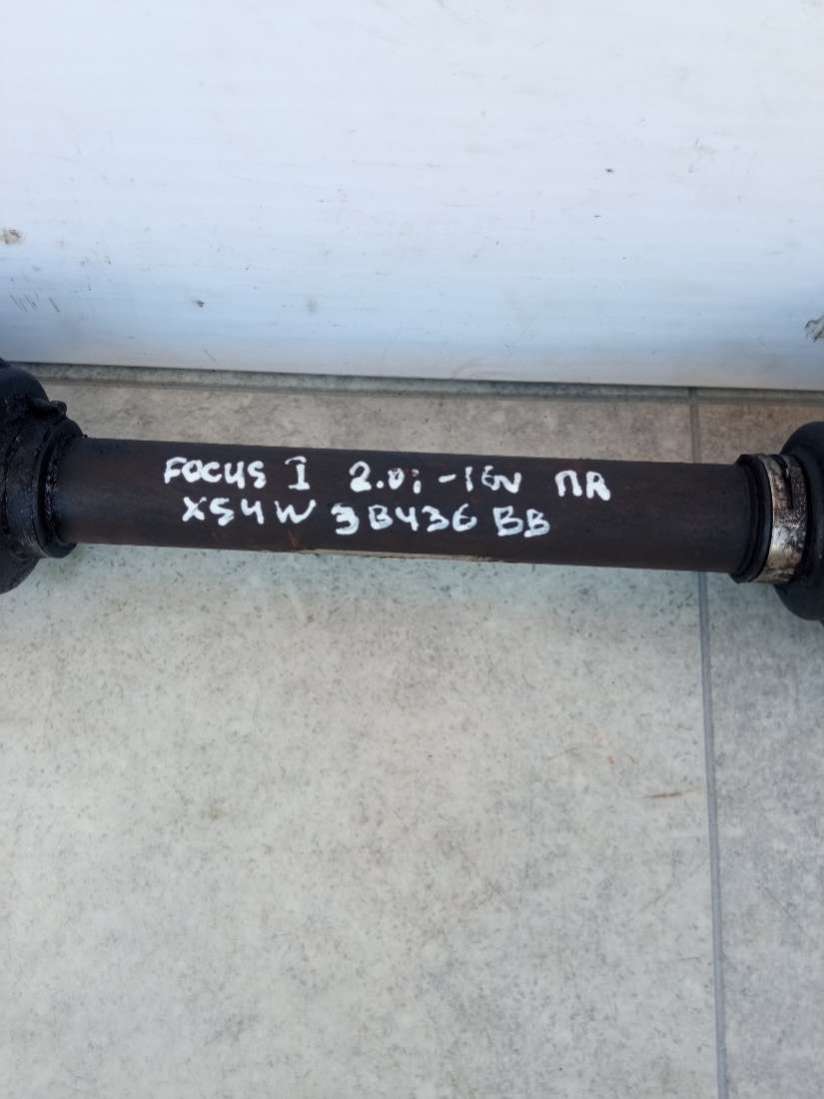 FOCUS I 2.0i -16V ПR
XS4W 3B436 BB